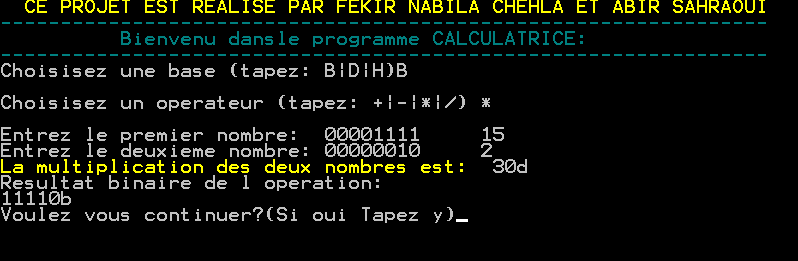 CE PROJET EST REALISE PAR FEKIR NABILA CHEHLA ET ABIR SAHRAOUI
Bienvenu dansle programme CALCULATRICE:
Choisisez une base (tapez: B|D|H)B
Choisisez un operateur (tapez: +|-|*|/) *
Entrez le premier nombre: 00001111 15
Entrez le deuxieme nombre: 00000010 2
La multiplication des deux nombres est: 30d
Resultat binaire de l operation:
11110b
Voulez vous continuer?(Si oui Tapez y)